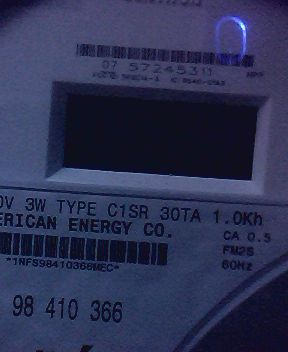 07 57245311
0V 3W TYPE C1SR 30TA 1.0Kh
ERICAN ENERGY CO.
CA 0.5
FM2S
60Hz
*1NFS98410366MEC*
98 410 366